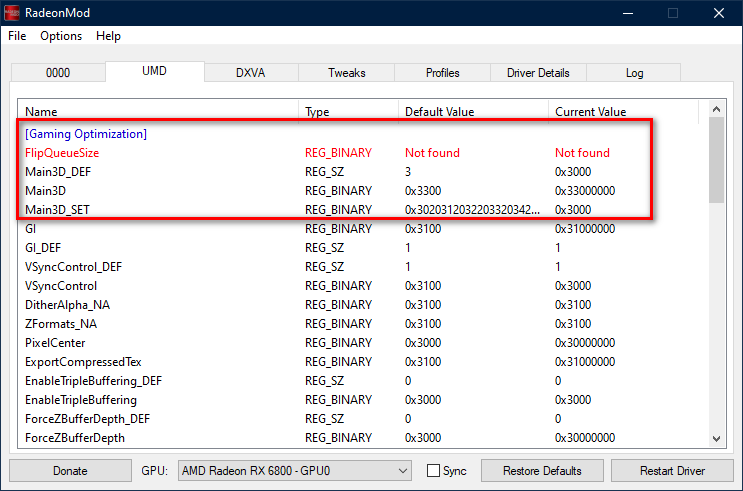 RadeonMod
File Options Help
0000 UMD DXVA Tweaks Profiles Driver Details Log
Name Type Default Value Current Value
[Gaming Optimization]
FlipQueueSize REG_BINARY Not found Not found
Main3D_DEF REG_SZ 3 0x3000
Main3D REG_BINARY 0x3300 0x33000000
Main3D_SET REG_BINARY 0x3020312032203320342... 0x3000
GI REG_BINARY 0x3100 0x31000000
GI_DEF REG_SZ 1 1
VSyncControl_DEF REG_SZ 1 1
VSyncControl REG_BINARY 0x3100 0x3000
DitherAlpha_NA REG_BINARY 0x3100 0x3100
ZFormats_NA REG_BINARY 0x3100 0x3100
PixelCenter REG_BINARY 0x3000 0x30000000
ExportCompressedTex REG_BINARY 0x3100 0x31000000
EnableTripleBuffering_DEF REG_SZ 0 0
EnableTripleBuffering REG_BINARY 0x3000 0x3000
ForceZBufferDepth_DEF REG_SZ 0 0
ForceZBufferDepth REG_BINARY 0x3000 0x30000000
Donate GPU: AMD Radeon RX 6800 - GPU0 Sync Restore Defaults Restart Driver